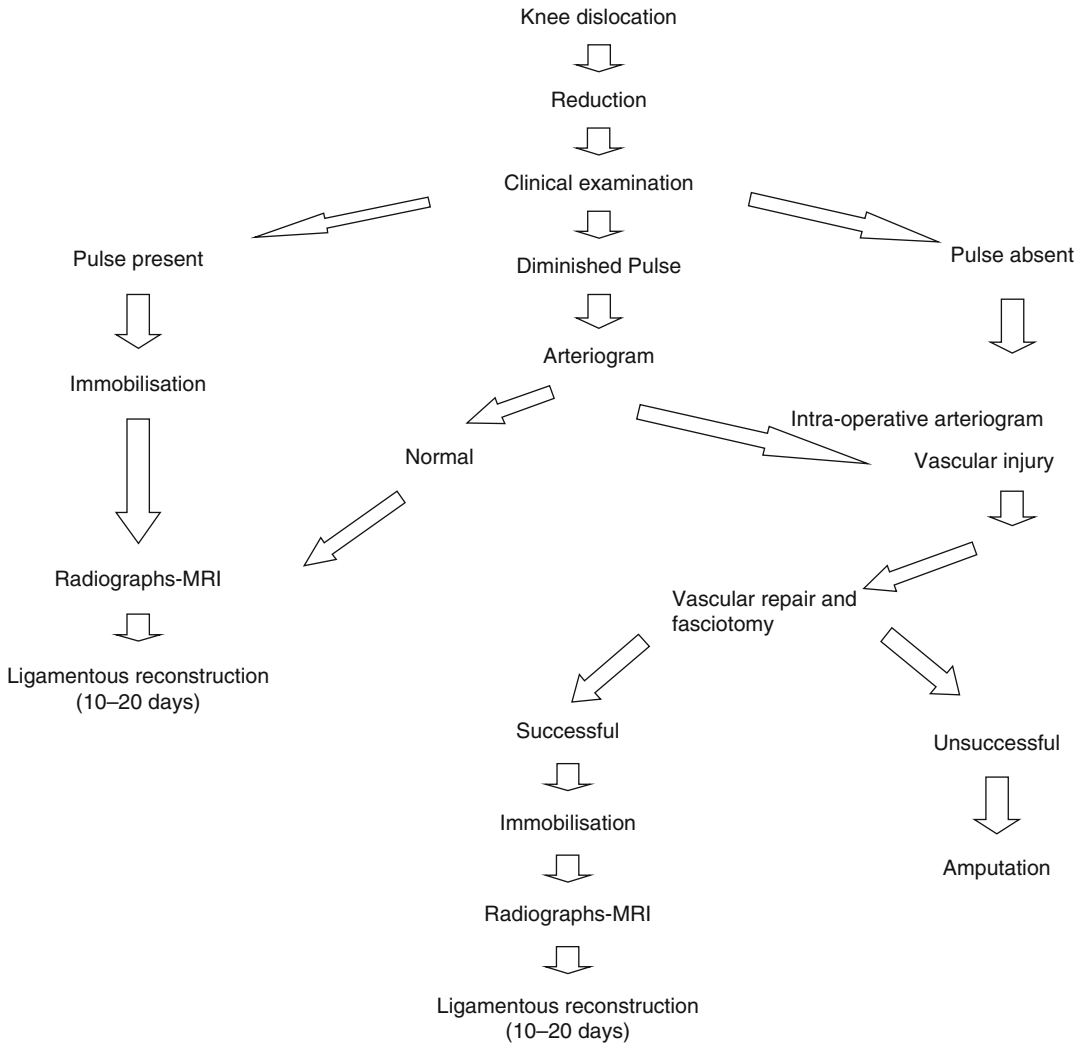 Knee dislocation
Reduction
Clinical examination
Pulse present
Diminished Pulse
Pulse absent
Arteriogram
Immobilisation
Intra-operative arteriogram
Normal
Vascular injury
Radiographs-MRI
Vascular repair and
fasciotomy
Ligamentous reconstruction
(10–20 days)
Successful
Unsuccessful
Immobilisation
Amputation
Radiographs-MRI
Ligamentous reconstruction
(10–20 days)